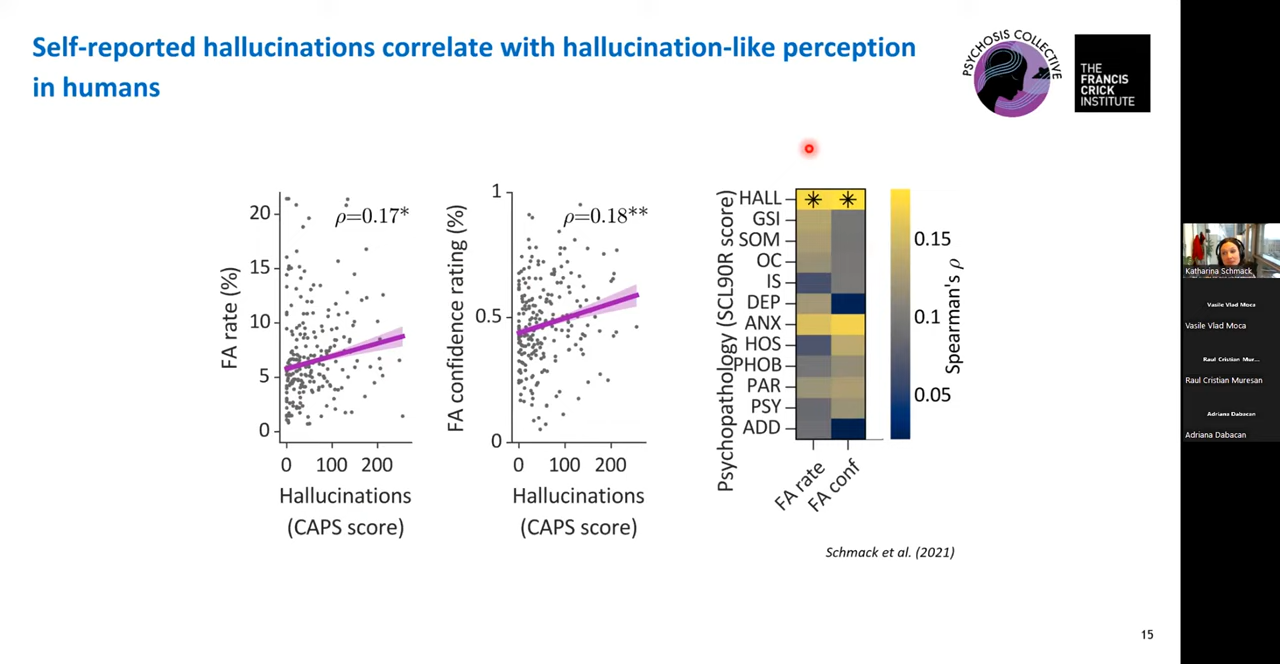 Self-reported hallucinations correlate with hallucination-like perception
in humans
PSYCHOSIS COLLECTIVE
THE
FRANCIS
CRICK
INSTITUTE
FA rate (%)
20
15
10
5
0
ρ=0.17*
0 100 200
Hallucinations
(CAPS score)
FA confidence rating (%)
1
0.5
0
ρ=0.18**
0 100 200
Hallucinations
(CAPS score)
Psychopathology (SCL90R score)
HALL
GSI
SOM
OC
IS
DEP
ANX
HOS
PHOB
PAR
PSY
ADD
* *
FA rate
FA conf
0.15
0.1
0.05
Spearman's ρ
Schmack et al. (2021)
15
Katharina Schmack
Vasile Vlad Moca
Vasile Vlad Moca
Raul Cristian Mur...
Raul Cristian Muresan
Adriana Dabacan
Adriana Dabacan